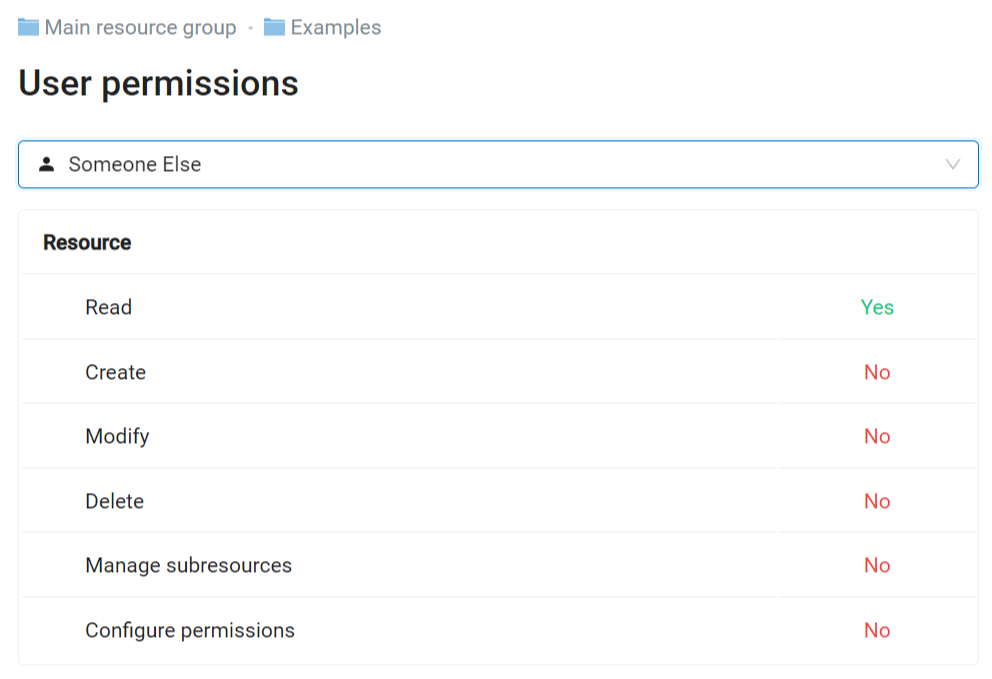 Main resource group · Examples
User permissions
Someone Else
Resource
Read Yes
Create No
Modify No
Delete No
Manage subresources No
Configure permissions No